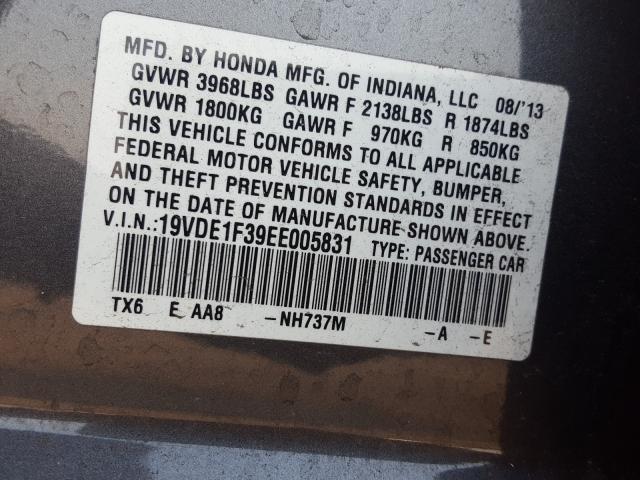 MFD. BY HONDA MFG. OF INDIANA, LLC 08/'13
GVWR 3968LBS GAWR F 2138LBS R 1874LBS
GVWR 1800KG GAWR F 970KG R 850KG
THIS VEHICLE CONFORMS TO ALL APPLICABLE
FEDERAL MOTOR VEHICLE SAFETY, BUMPER,
AND THEFT PREVENTION STANDARDS IN EFFECT
ON THE DATE OF MANUFACTURE SHOWN ABOVE.
V.I.N.:19VDE1F39EE005831 TYPE: PASSENGER CAR
TX6 E AA8 -NH737M -A -E